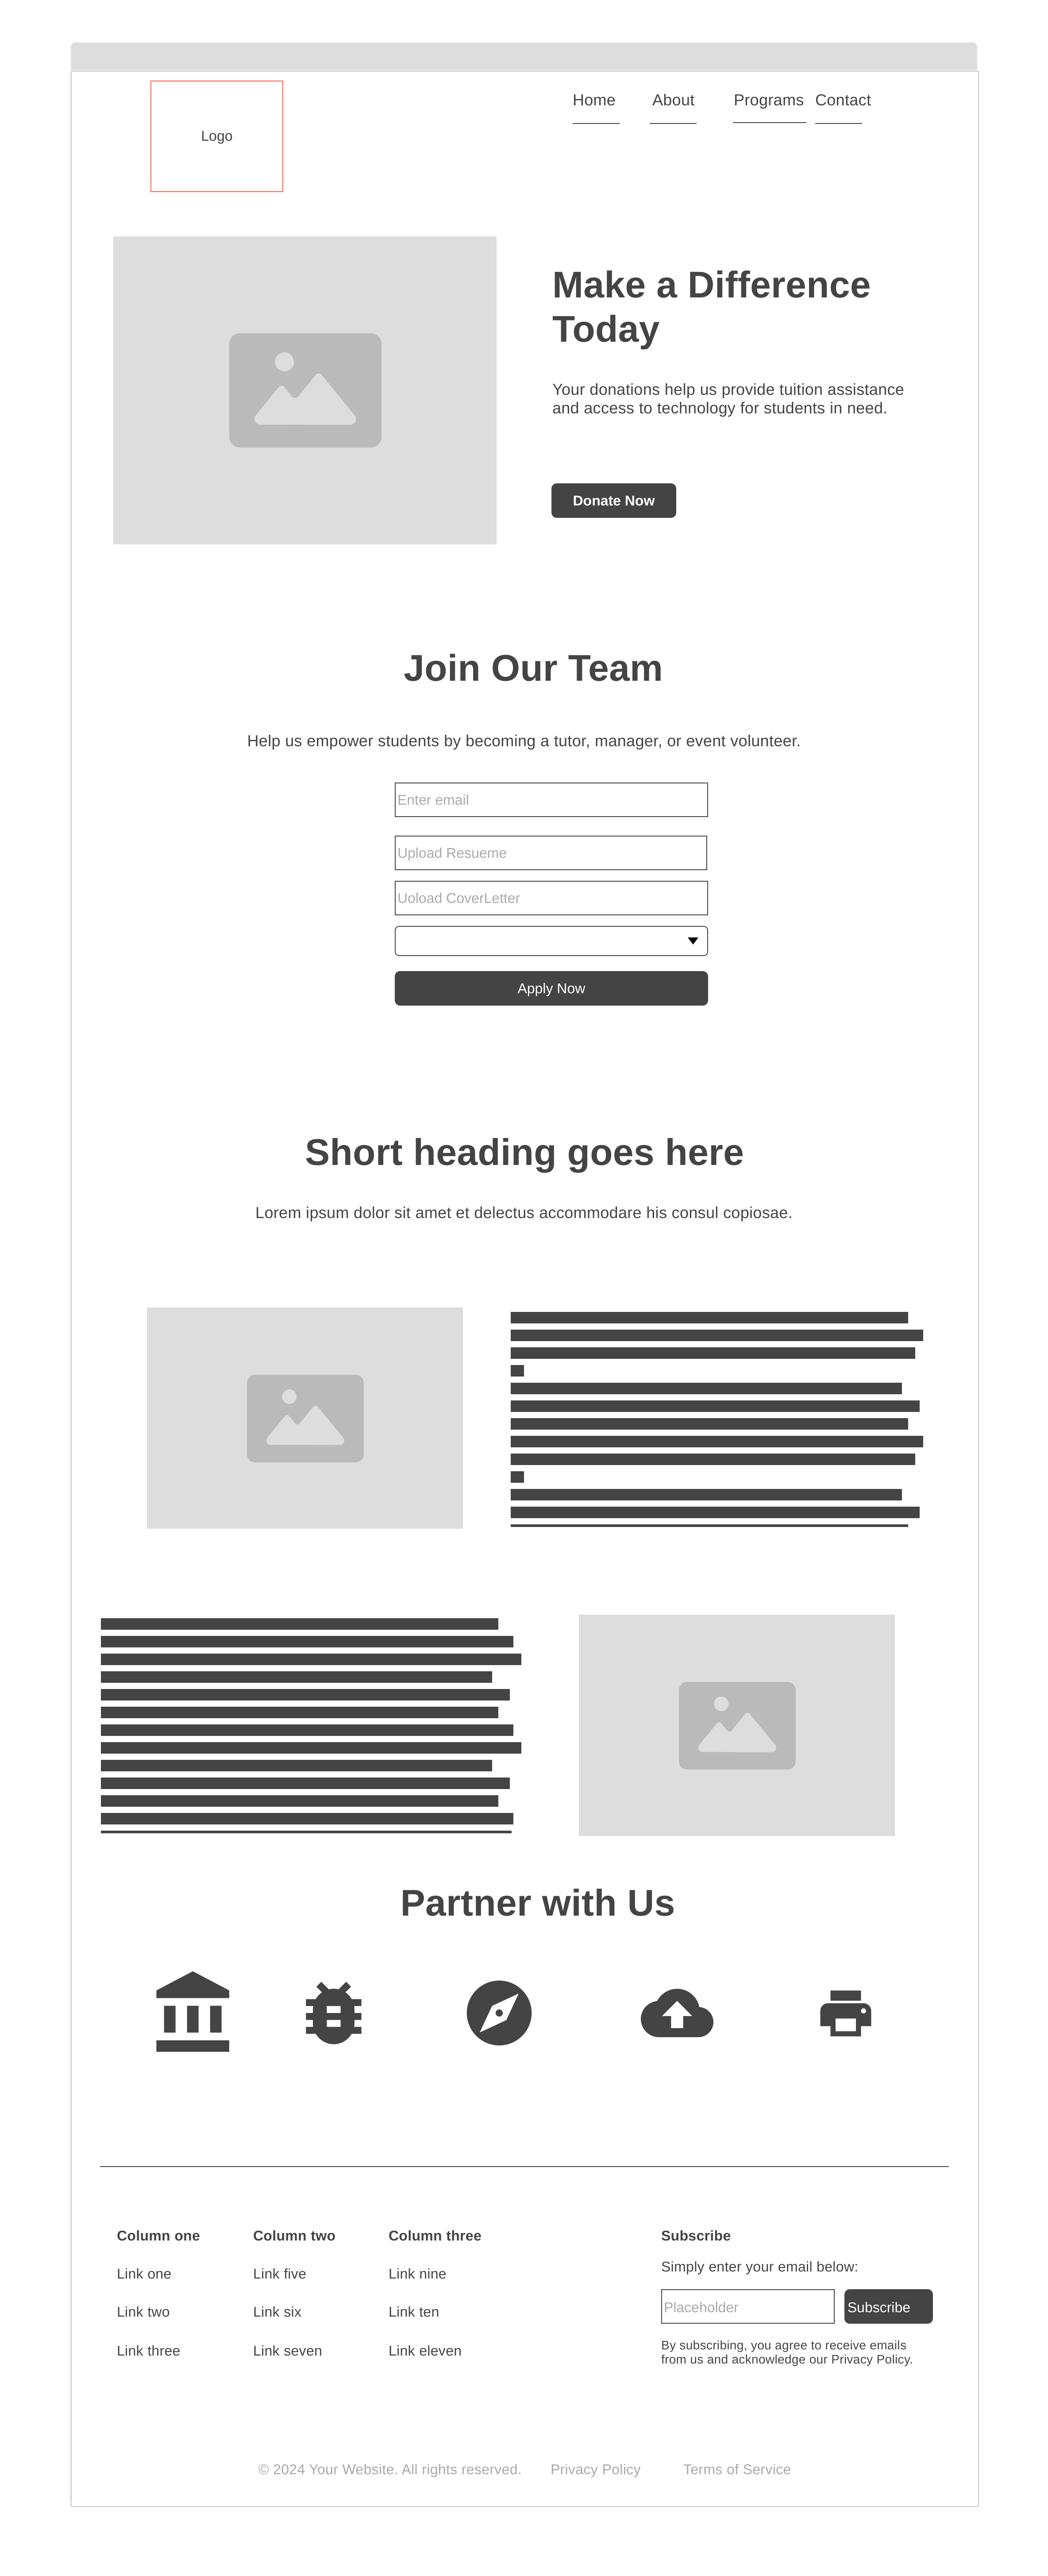 Logo
Home About Programs Contact
Make a Difference
Today
Your donations help us provide tuition assistance
and access to technology for students in need.
Donate Now
Join Our Team
Help us empower students by becoming a tutor, manager, or event volunteer.
Enter email
Upload Resueme
Uoload CoverLetter
Apply Now
Short heading goes here
Lorem ipsum dolor sit amet et delectus accommodare his consul copiosae.
Partner with Us
Column one
Link one
Link two
Link three
Column two
Link five
Link six
Link seven
Column three
Link nine
Link ten
Link eleven
Subscribe
Simply enter your email below:
Placeholder
Subscribe
By subscribing, you agree to receive emails
from us and acknowledge our Privacy Policy.
© 2024 Your Website. All rights reserved. Privacy Policy Terms of Service